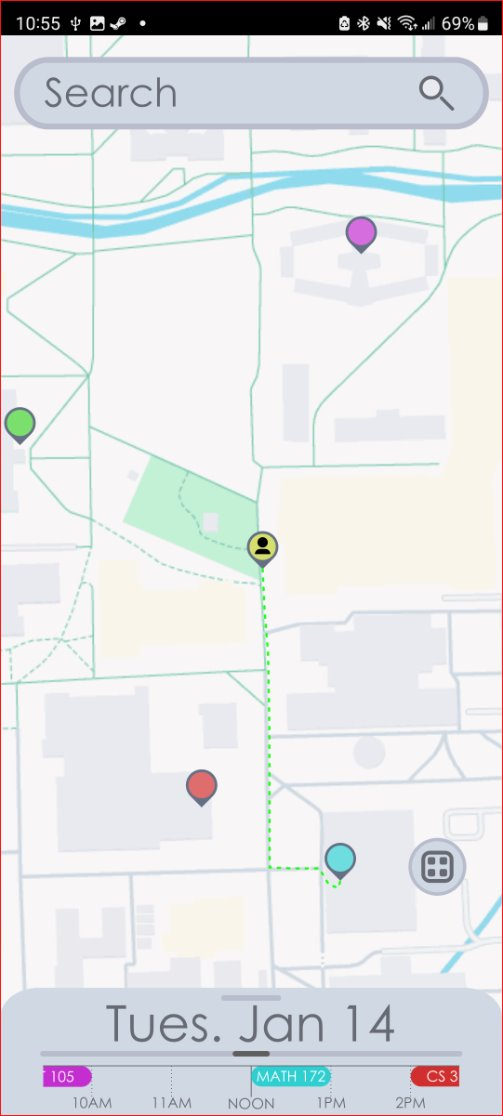 10:55 69%
Search
Tues. Jan 14
105 MATH 172 CS 3
10AM 11AM NOON 1PM 2PM